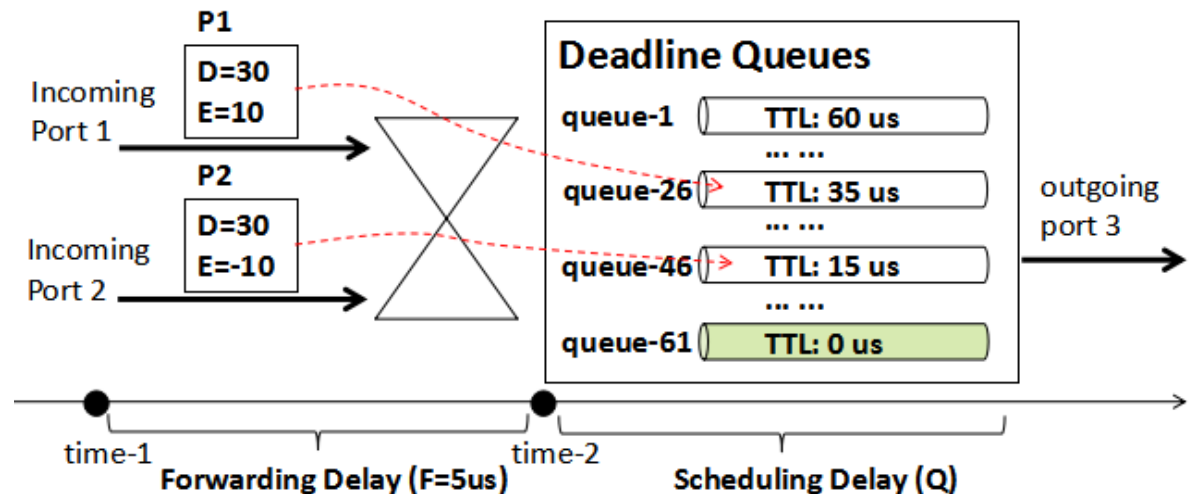 P1
D=30
E=10
Incoming
Port 1
P2
D=30
E=-10
Incoming
Port 2
Deadline Queues
queue-1 TTL: 60 us
... ...
queue-26 TTL: 35 us
... ...
queue-46 TTL: 15 us
... ...
queue-61 TTL: 0 us
outgoing
port 3
time-1
time-2
Forwarding Delay (F=5us)
Scheduling Delay (Q)